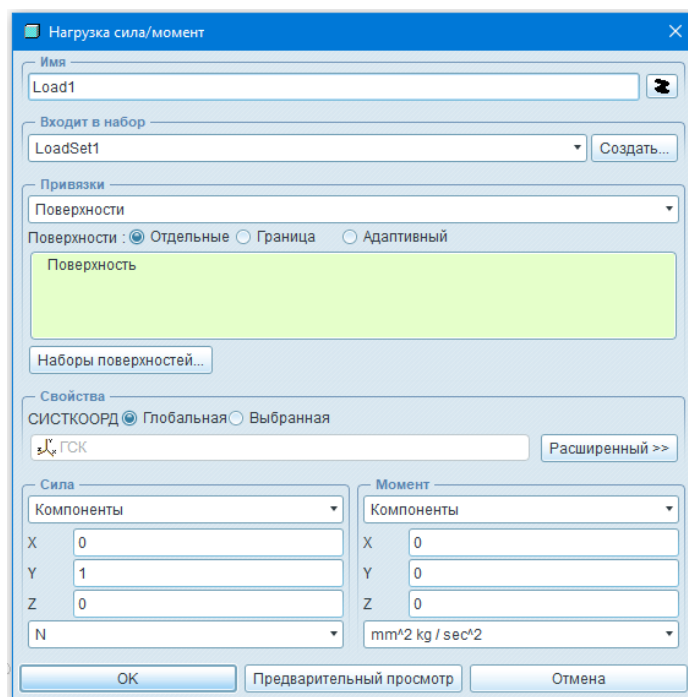 Нагрузка сила/момент
Имя
Load1
Входит в набор
LoadSet1 Создать...
Привязки
Поверхности
Поверхности : Отдельные Граница Адаптивный
Поверхность
Наборы поверхностей...
Свойства
СИСТКООРД Глобальная Выбранная
ГСК Расширенный >>
Сила Момент
Компоненты Компоненты
X 0 X 0
Y 1 Y 0
Z 0 Z 0
N mm^2 kg / sec^2
OK Предварительный просмотр Отмена